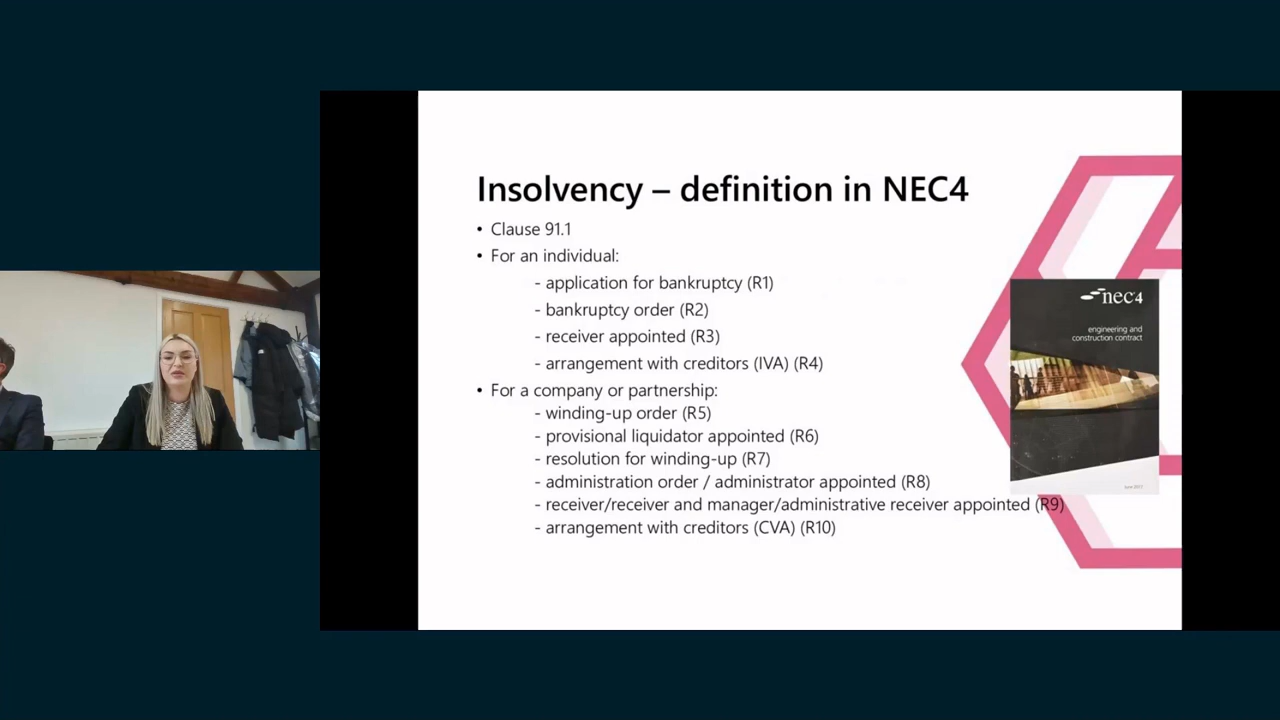 Insolvency – definition in NEC4
• Clause 91.1
• For an individual:
- application for bankruptcy (R1)
- bankruptcy order (R2)
- receiver appointed (R3)
- arrangement with creditors (IVA) (R4)
• For a company or partnership:
- winding-up order (R5)
- provisional liquidator appointed (R6)
- resolution for winding-up (R7)
- administration order / administrator appointed (R8)
- receiver/receiver and manager/administrative receiver appointed (R9)
- arrangement with creditors (CVA) (R10)
nec4
engineering and
construction contract